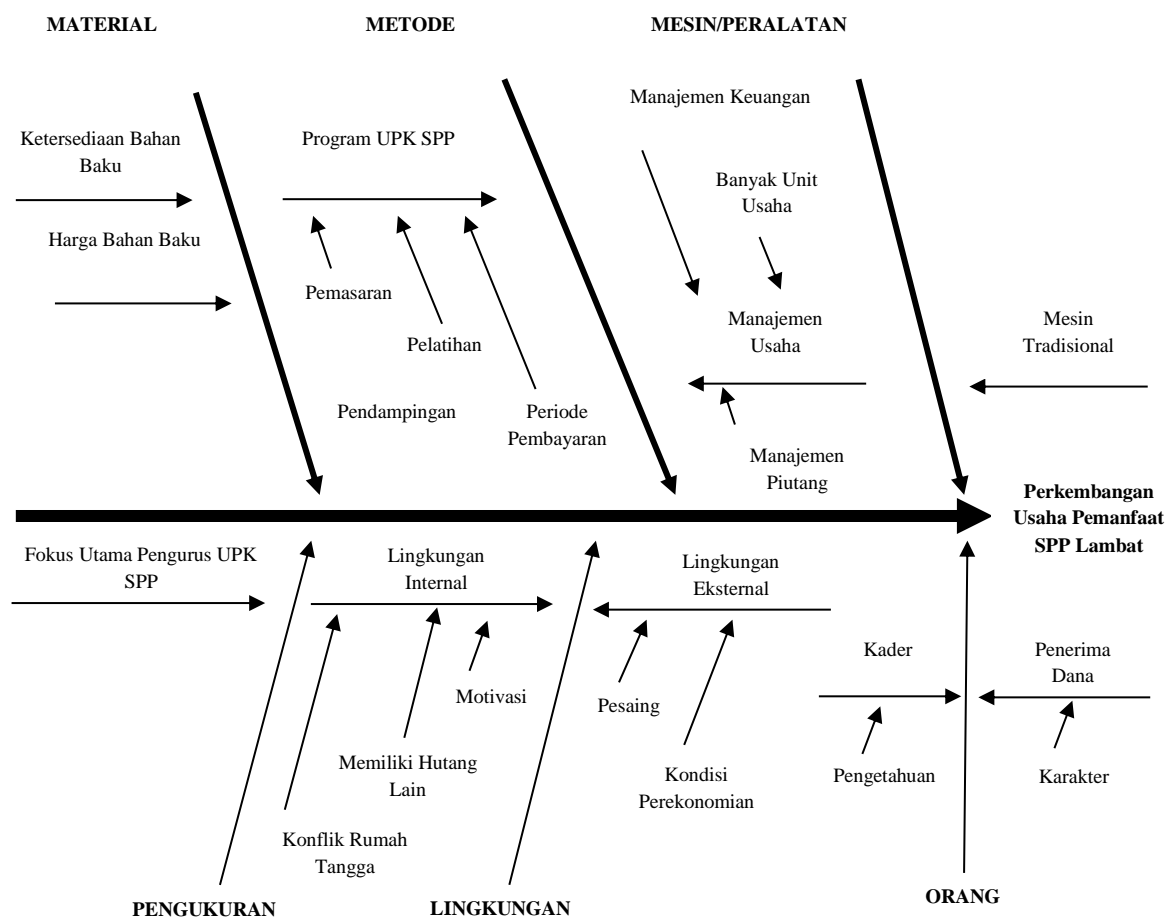 MATERIAL
METODE
MESIN/PERALATAN
Manajemen Keuangan
Ketersediaan Bahan
Baku
Program UPK SPP
Banyak Unit
Usaha
Harga Bahan Baku
Pemasaran
Pelatihan
Manajemen
Usaha
Mesin
Tradisional
Pendampingan
Periode
Pembayaran
Manajemen
Piutang
Perkembangan
Usaha Pemanfaat
SPP Lambat
Fokus Utama Pengurus UPK
SPP
Lingkungan
Internal
Lingkungan
Eksternal
Kader
Penerima
Dana
Motivasi
Pesaing
Memiliki Hutang
Lain
Kondisi
Perekonomian
Pengetahuan
Karakter
Konflik Rumah
Tangga
PENGUKURAN
LINGKUNGAN
ORANG